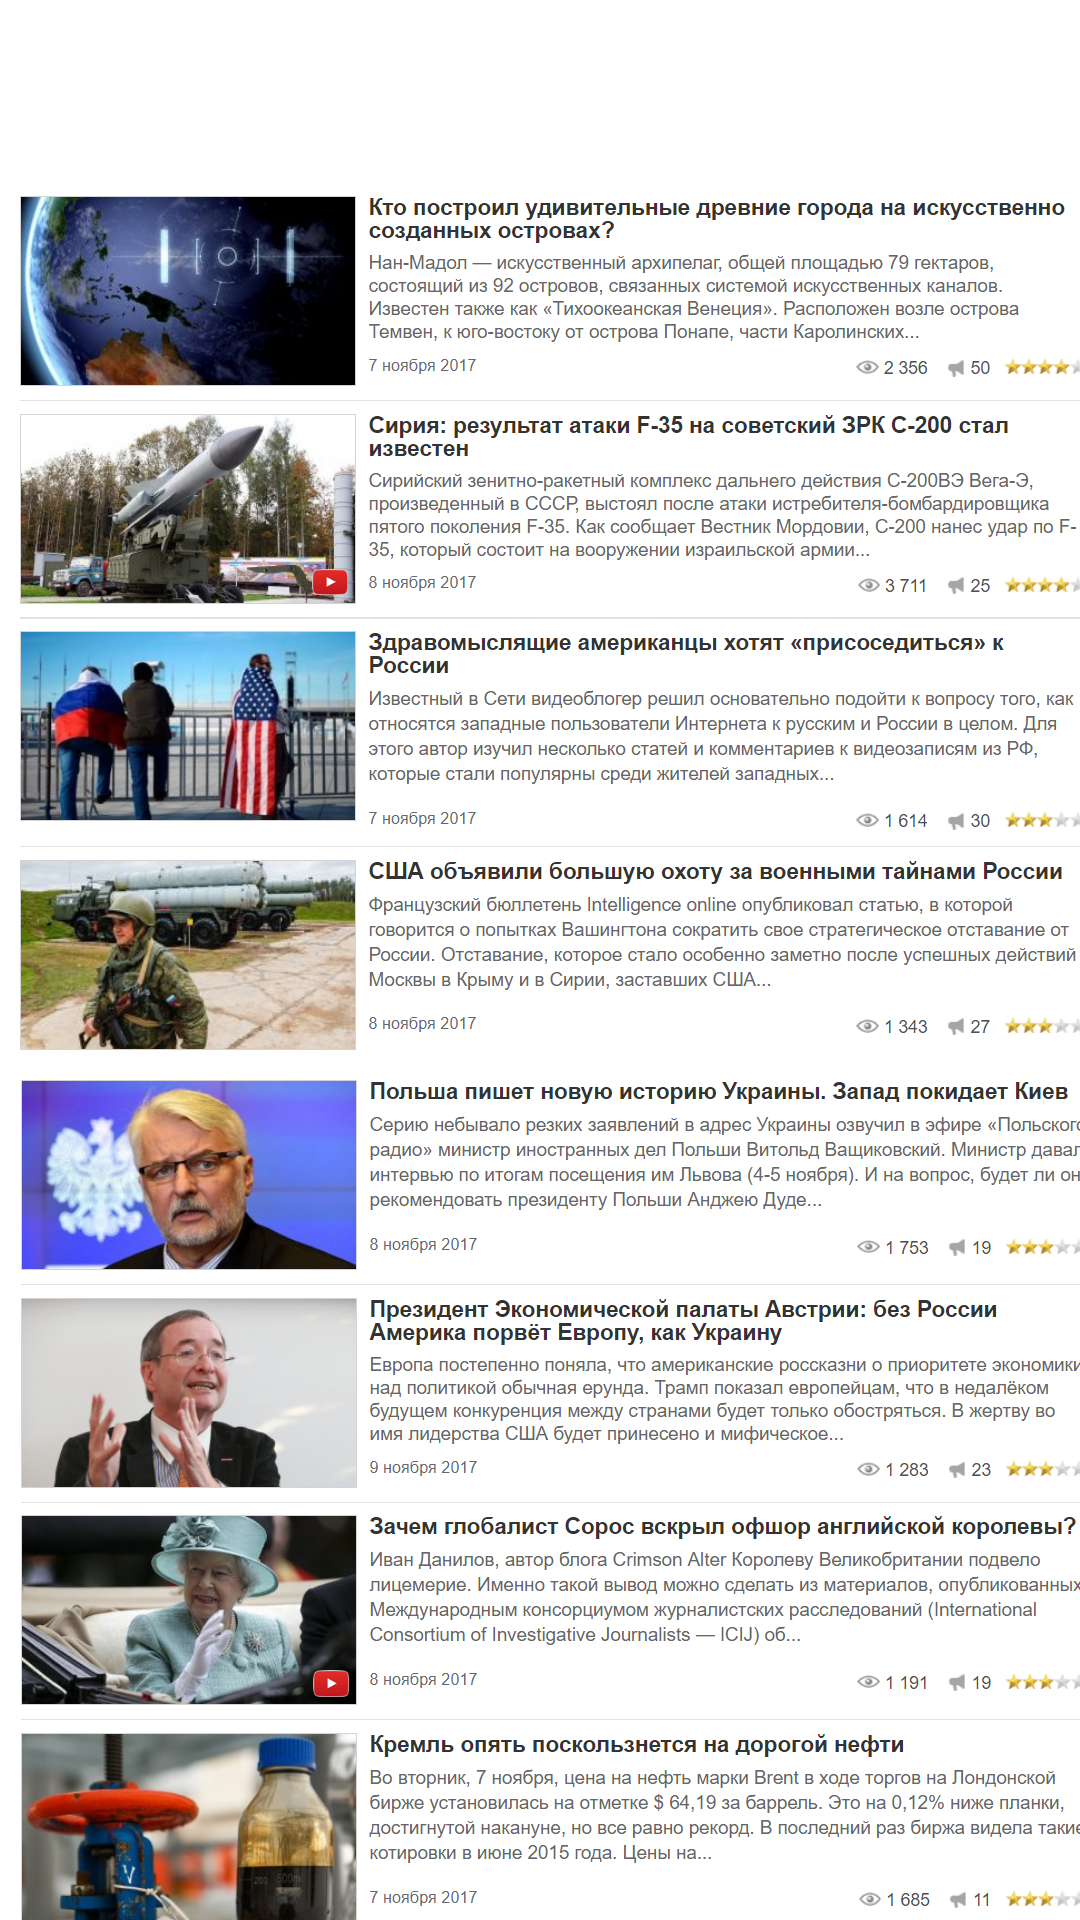 Кто построил удивительные древние города на искусственно
созданных островах?
Нан-Мадол — искусственный архипелаг, общей площадью 79 гектаров,
состоящий из 92 островов, связанных системой искусственных каналов.
Известен также как «Тихоокеанская Венеция». Расположен возле острова
Темвен, к юго-востоку от острова Понапе, части Каролинских...
7 ноября 2017 2 356 50
Сирия: результат атаки F-35 на советский ЗРК С-200 стал
известен
Сирийский зенитно-ракетный комплекс дальнего действия С-200ВЭ Вега-Э,
произведенный в СССР, выстоял после атаки истребителя-бомбардировщика
пятого поколения F-35. Как сообщает Вестник Мордовии, С-200 нанес удар по F-
35, который состоит на вооружении израильской армии...
8 ноября 2017 3 711 25
Здравомыслящие американцы хотят «присоседиться» к
России
Известный в Сети видеоблогер решил основательно подойти к вопросу того, как
относятся западные пользователи Интернета к русским и России в целом. Для
этого автор изучил несколько статей и комментариев к видеозаписям из РФ,
которые стали популярны среди жителей западных...
7 ноября 2017 1 614 30
США объявили большую охоту за военными тайнами России
Французский бюллетень Intelligence online опубликовал статью, в которой
говорится о попытках Вашингтона сократить свое стратегическое отставание от
России. Отставание, которое стало особенно заметно после успешных действий
Москвы в Крыму и в Сирии, заставших США...
8 ноября 2017 1 343 27
Польша пишет новую историю Украины. Запад покидает Киев
Серию небывало резких заявлений в адрес Украины озвучил в эфире «Польского
радио» министр иностранных дел Польши Витольд Ващиковский. Министр давал
интервью по итогам посещения им Львова (4-5 ноября). И на вопрос, будет ли он
рекомендовать президенту Польши Анджею Дуде...
8 ноября 2017 1 753 19
Президент Экономической палаты Австрии: без России
Америка порвёт Европу, как Украину
Европа постепенно поняла, что американские россказни о приоритете экономики
над политикой обычная ерунда. Трамп показал европейцам, что в недалёком
будущем конкуренция между странами будет только обостряться. В жертву во
имя лидерства США будет принесено и мифическое...
9 ноября 2017 1 283 23
Зачем глобалист Сорос вскрыл офшор английской королевы?
Иван Данилов, автор блога Crimson Alter Королеву Великобритании подвело
лицемерие. Именно такой вывод можно сделать из материалов, опубликованных
Международным консорциумом журналистских расследований (International
Consortium of Investigative Journalists — ICIJ) об...
8 ноября 2017 1 191 19
Кремль опять поскользнется на дорогой нефти
Во вторник, 7 ноября, цена на нефть марки Brent в ходе торгов на Лондонской
бирже установилась на отметке $ 64,19 за баррель. Это на 0,12% ниже планки,
достигнутой накануне, но все равно рекорд. В последний раз биржа видела такие
котировки в июне 2015 года. Цены на...
7 ноября 2017 1 685 11